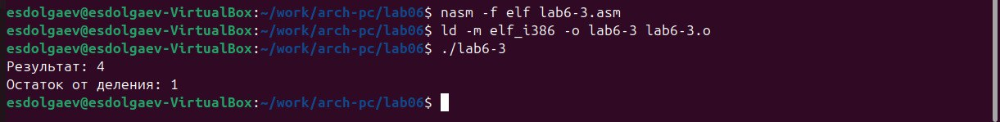 esdolgaev@esdolgaev-VirtualBox:~/work/arch-pc/lab06$ nasm -f elf lab6-3.asm
esdolgaev@esdolgaev-VirtualBox:~/work/arch-pc/lab06$ ld -m elf_i386 -o lab6-3 lab6-3.o
esdolgaev@esdolgaev-VirtualBox:~/work/arch-pc/lab06$ ./lab6-3
Результат: 4
Остаток от деления: 1
esdolgaev@esdolgaev-VirtualBox:~/work/arch-pc/lab06$